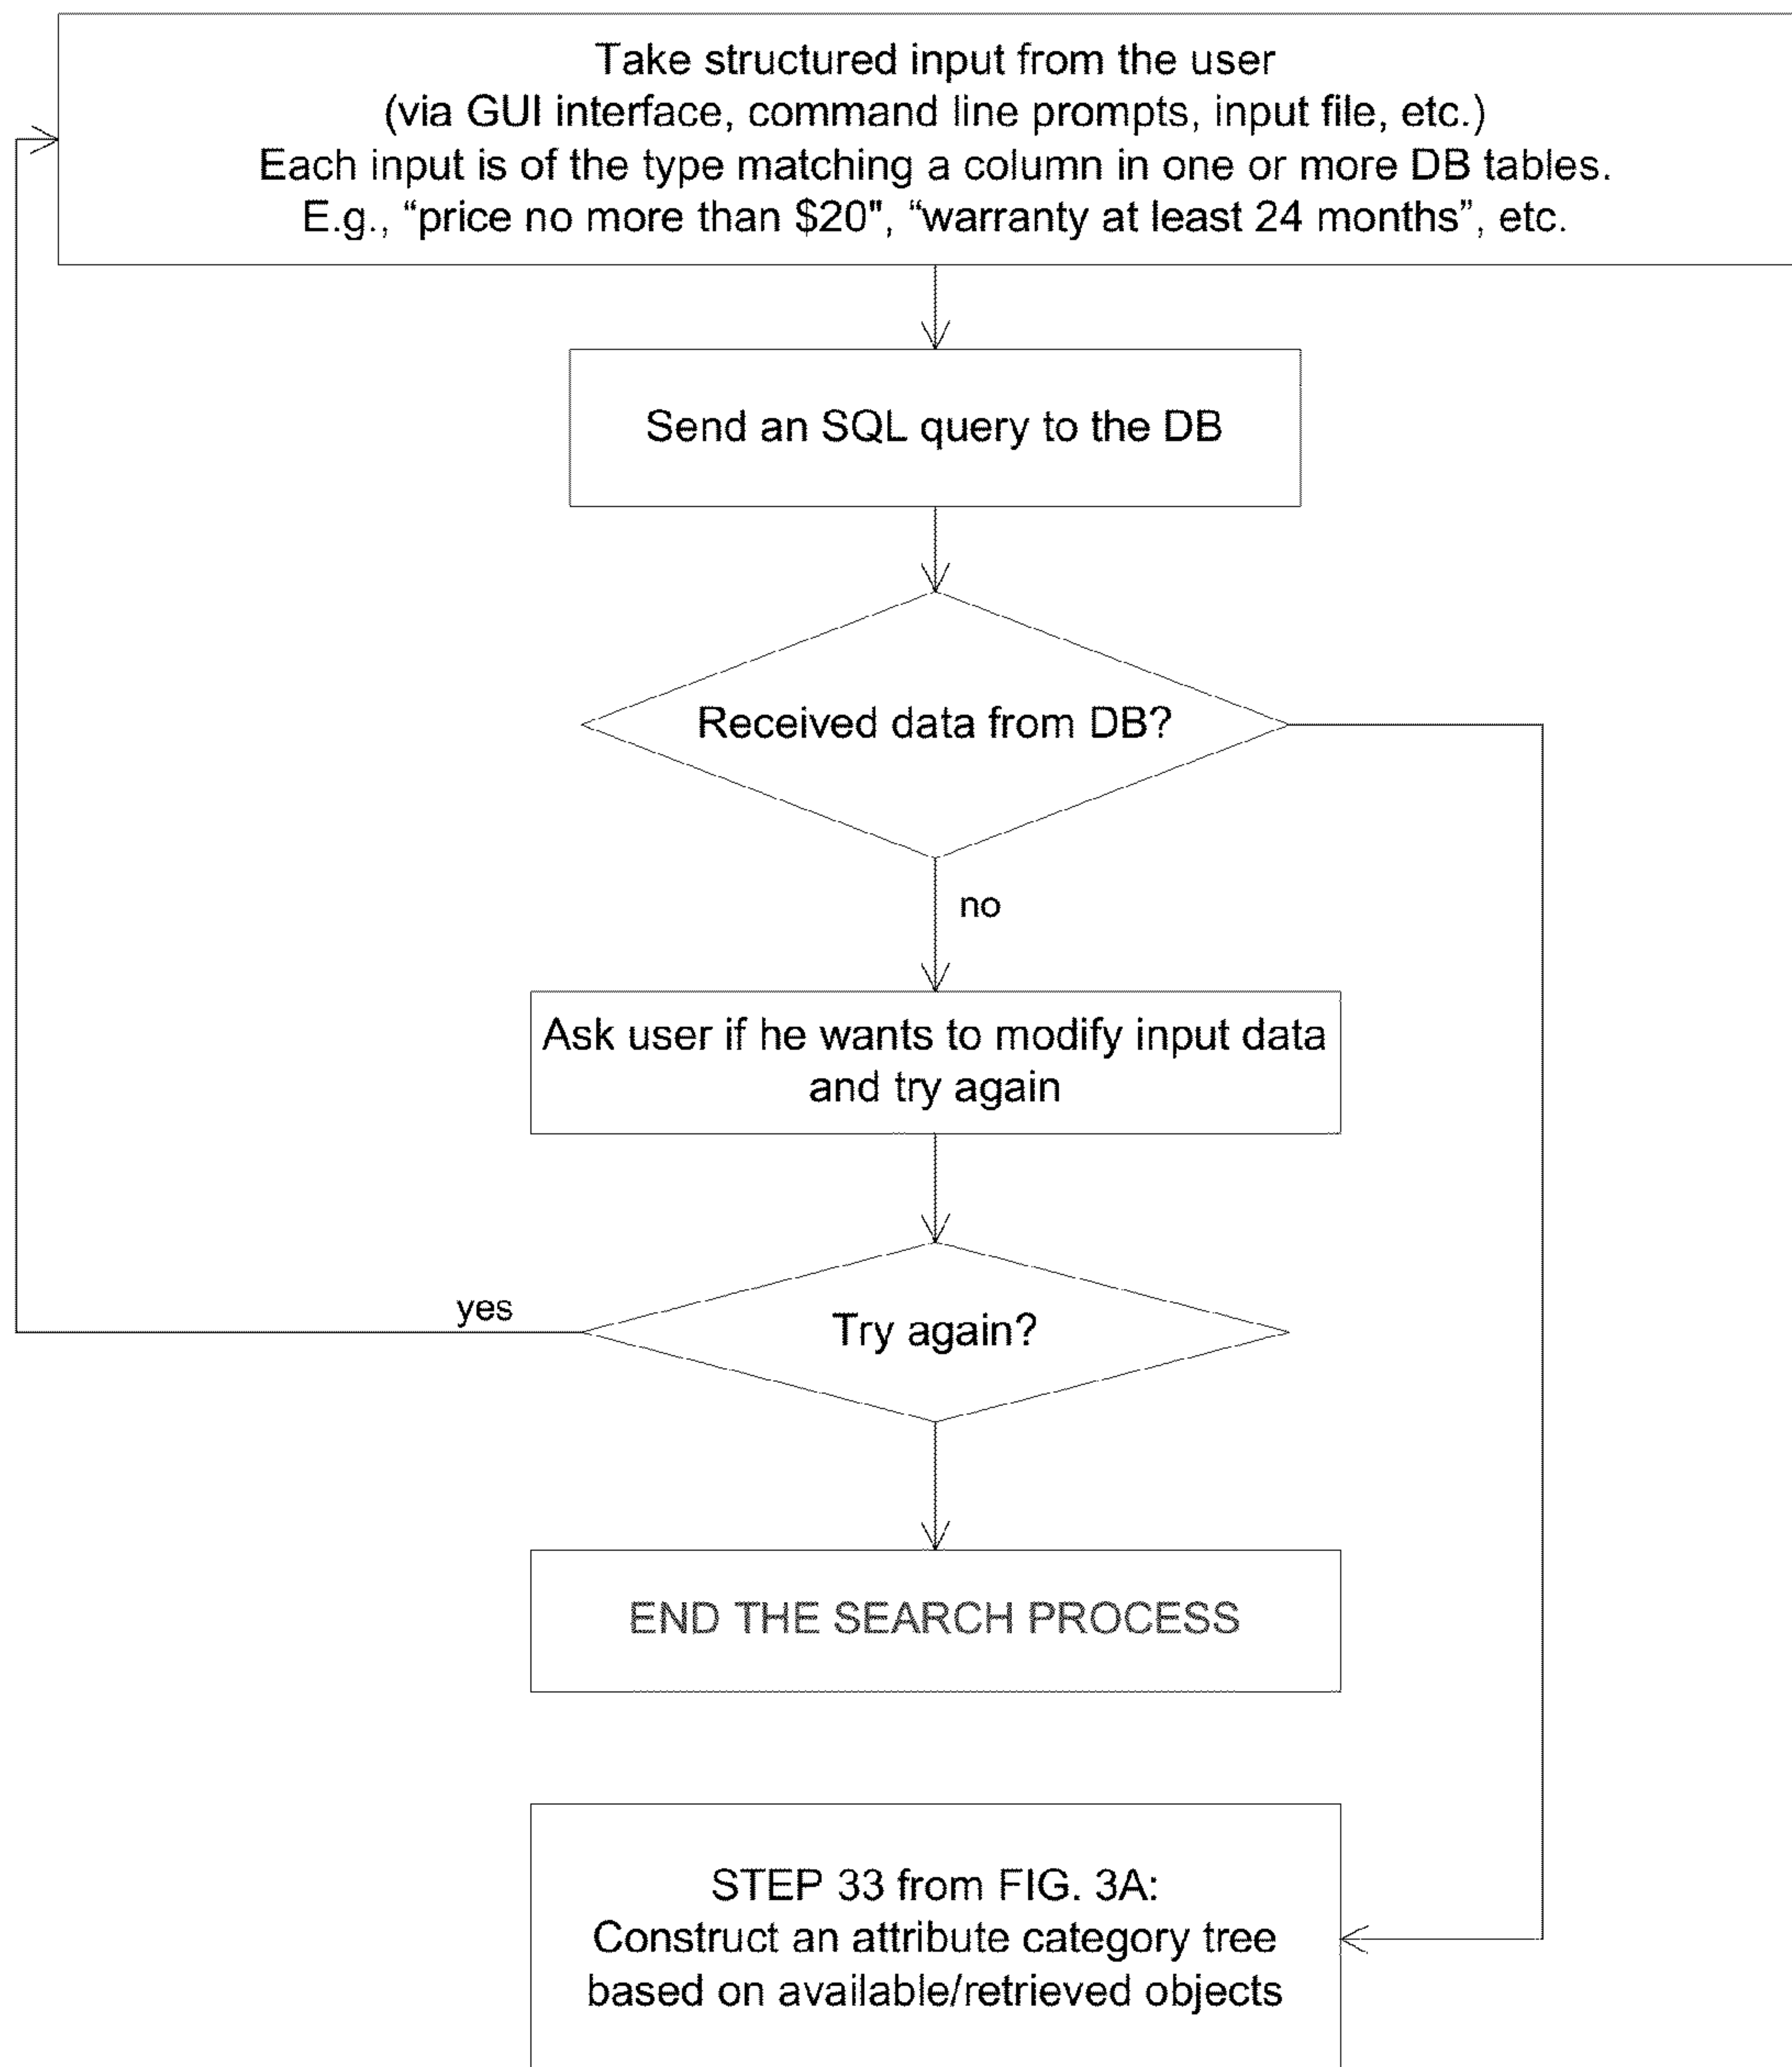 Take structured input from the user
(via GUI interface, command line prompts, input file, etc.)
Each input is of the type matching a column in one or more DB tables.
E.g., “price no more than $20", “warranty at least 24 months”, etc.
Send an SQL query to the DB
Received data from DB?
no
Ask user if he wants to modify input data
and try again
yes
Try again?
END THE SEARCH PROCESS
STEP 33 from FIG. 3A:
Construct an attribute category tree
based on available/retrieved objects